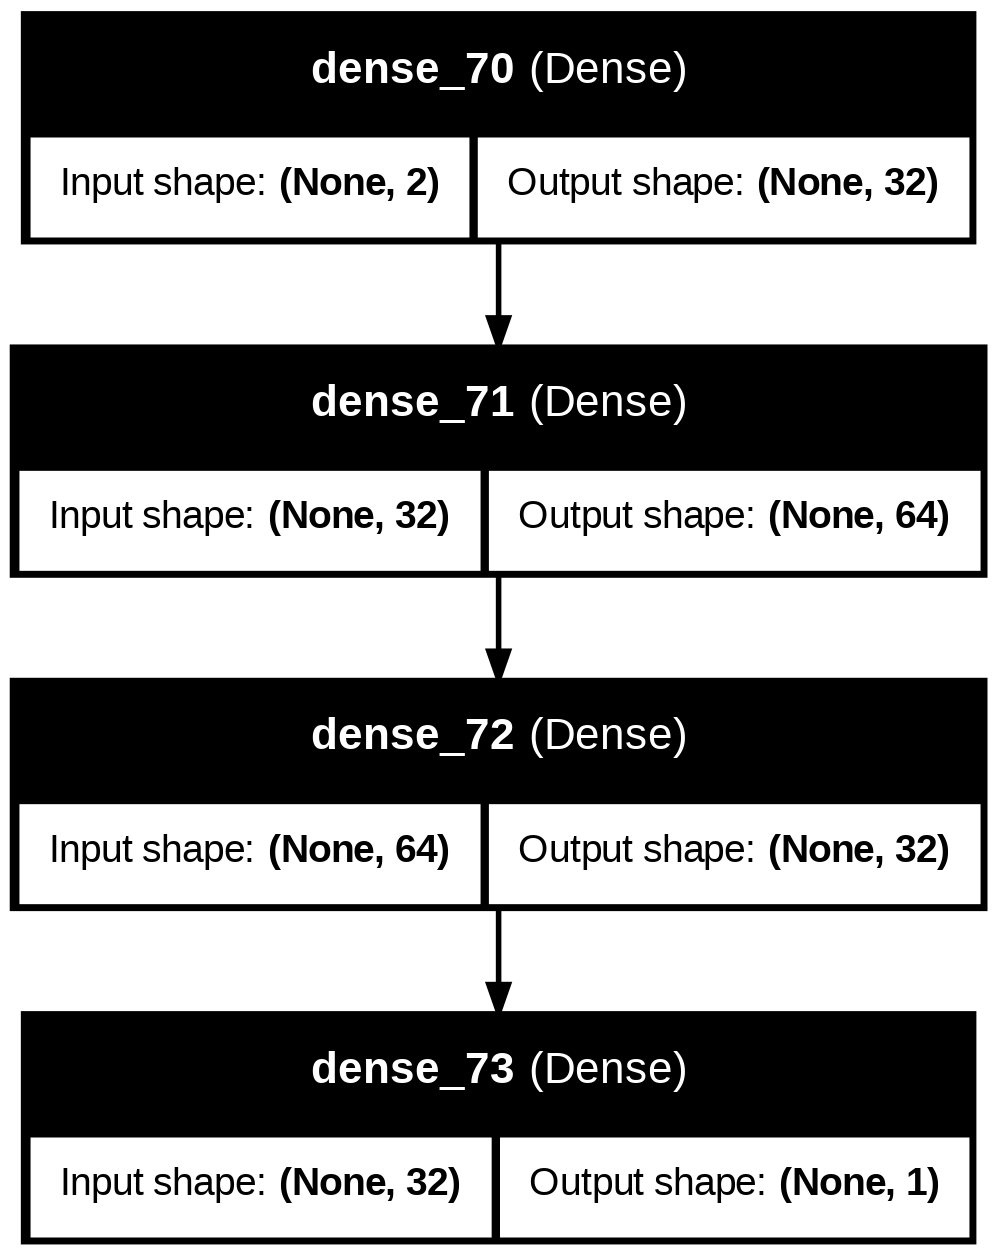 dense_70 (Dense)
Input shape: (None, 2) Output shape: (None, 32)
dense_71 (Dense)
Input shape: (None, 32) Output shape: (None, 64)
dense_72 (Dense)
Input shape: (None, 64) Output shape: (None, 32)
dense_73 (Dense)
Input shape: (None, 32) Output shape: (None, 1)